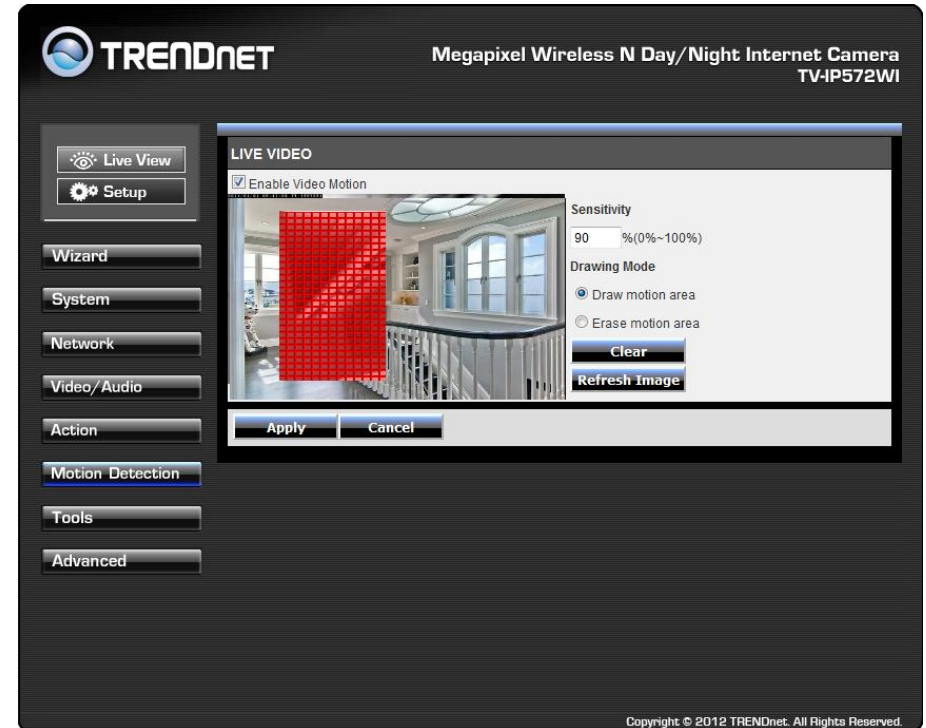 TRENDNET
Megapixel Wireless N Day/Night Internet Camera
TV-IP572WI
Live View
Setup
Wizard
System
Network
Video/Audio
Action
Motion Detection
Tools
Advanced
LIVE VIDEO
Enable Video Motion
Sensitivity
90 %(0%~100%)
Drawing Mode
Draw motion area
Erase motion area
Clear
Refresh Image
Apply
Cancel
Copyright © 2012 TRENDnet. All Rights Reserved.